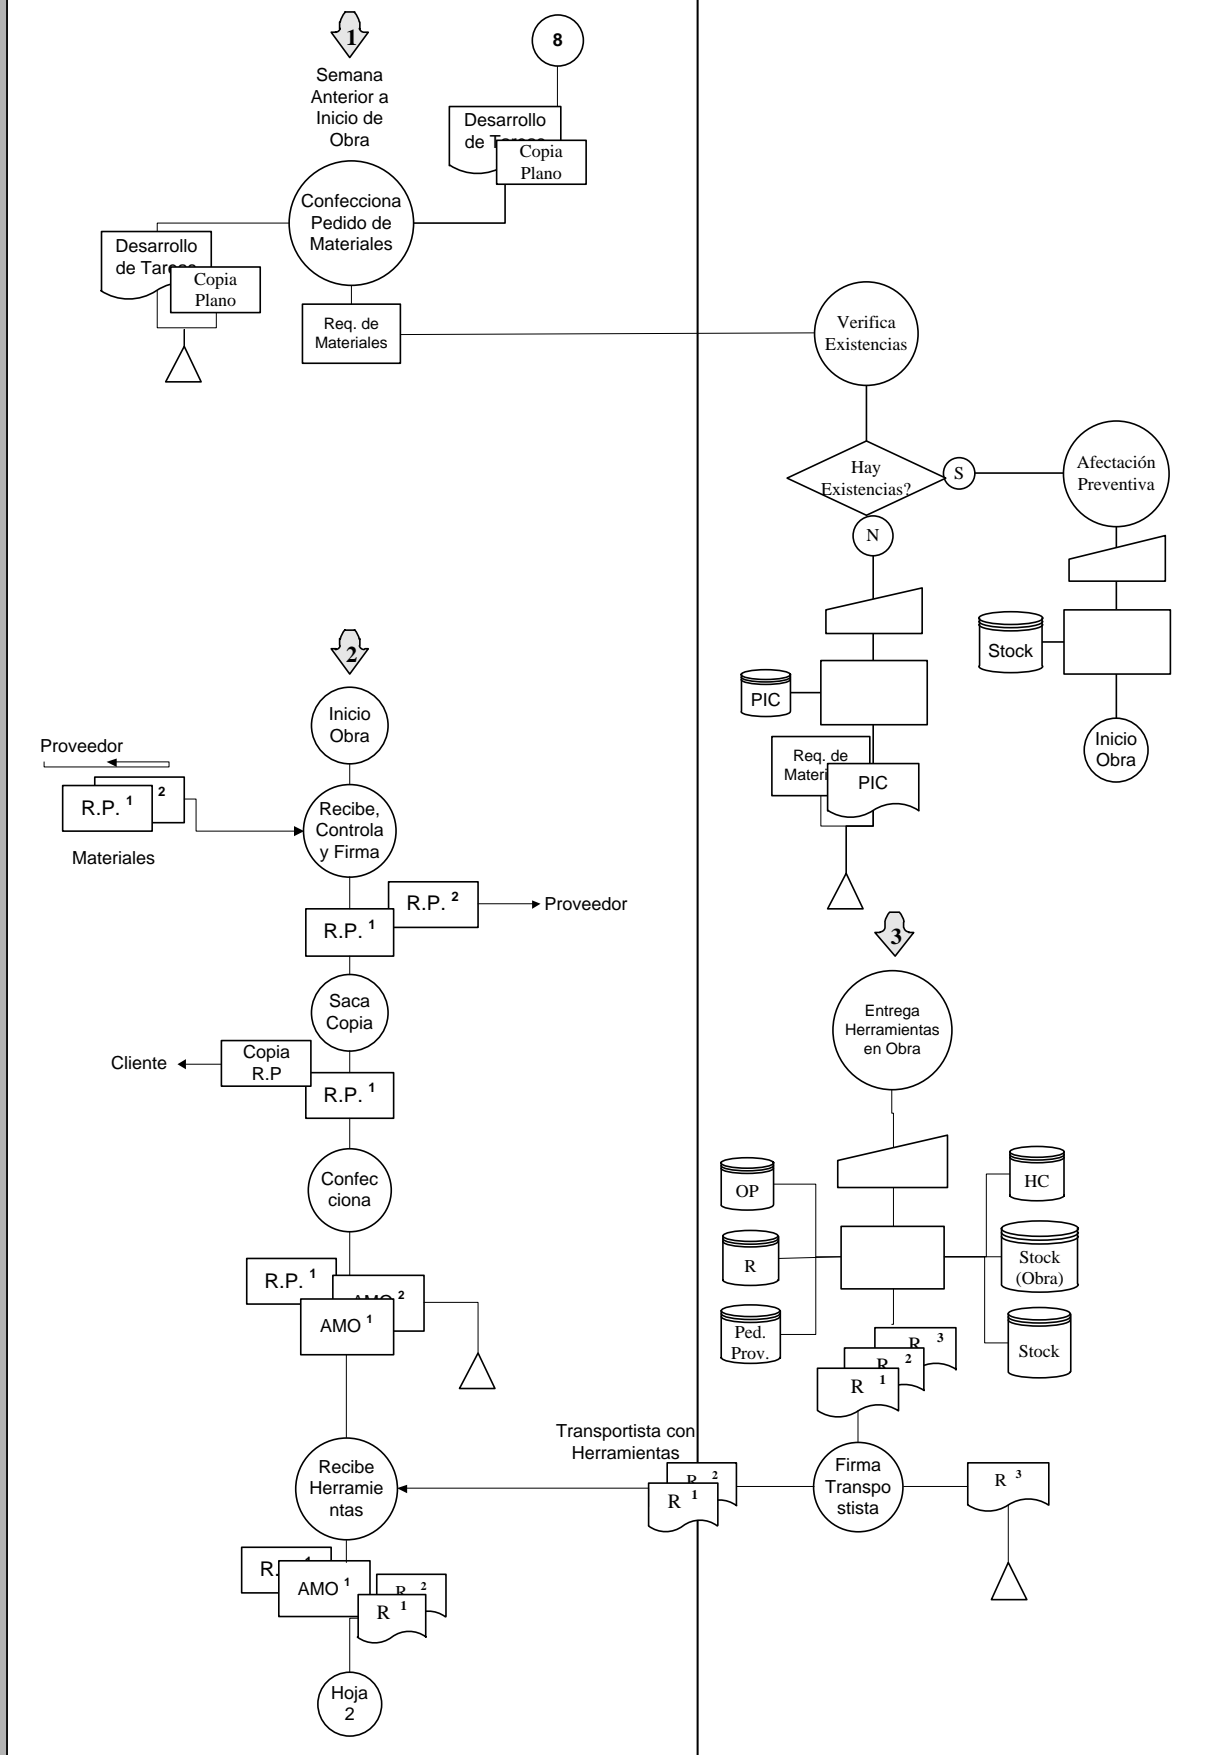 1
8
Semana
Anterior a
Inicio de
Obra
Desarrollo
de Tareas
Copia
Plano
Confecciona
Pedido de
Materiales
Desarrollo
de Tareas
Copia
Plano
Req. de
Materiales
Verifica
Existencias
Hay
Existencias?
S
N
Afectación
Preventiva
Stock
PIC
Inicio
Obra
Req. de
Materi
PIC
2
Inicio
Obra
Proveedor
R.P. 1
2
Materiales
Recibe,
Controla
y Firma
R.P. 2
Proveedor
R.P. 1
Saca
Copia
Cliente
Copia
R.P
R.P. 1
Confec
ciona
R.P. 1
AMO 2
AMO 1
3
Entrega
Herramientas
en Obra
OP
HC
R
Stock
(Obra)
Ped.
Prov.
Stock
R 3
R 2
R 1
Transportista con
Herramientas
Recibe
Herramie
ntas
R 2
R 1
Firma
Transpo
stista
R 3
R. 1
AMO 1
R 2
R 1
Hoja
2